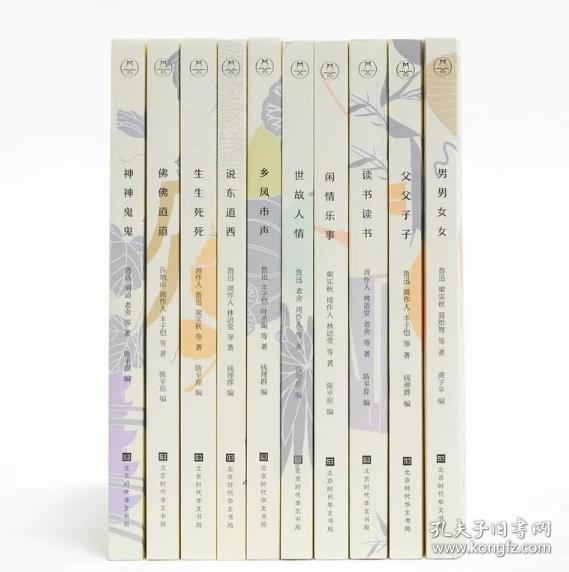 神神鬼鬼
鲁迅 胡适 老舍 等 著 陈平原 编
北京时代华文书局
佛佛道道
许地山 周作人 丰子恺 等 著 陈平原 编
北京时代华文书局
生生死死
周作人 鲁迅 梁实秋 等 著 陈平原 编
北京时代华文书局
说东道西
鲁迅 周作人 林语堂 等 著 钱理群 编
北京时代华文书局
乡风市声
鲁迅 丰子恺 叶圣陶 等 著 钱理群 编
北京时代华文书局
世故人情
鲁迅 老舍 周作人 等 著 钱理群 编
北京时代华文书局
闲情乐事
梁实秋 周作人 林语堂 等 著 陈平原 编
北京时代华文书局
读书读书
周作人 林语堂 老舍 等 著 陈平原 编
北京时代华文书局
父父子子
鲁迅 周作人 丰子恺 等 著 钱理群 编
北京时代华文书局
男男女女
鲁迅 梁实秋 聂绀弩 等 著 黄子平 编
北京时代华文书局
孔夫子旧书网
www.kongfz.com